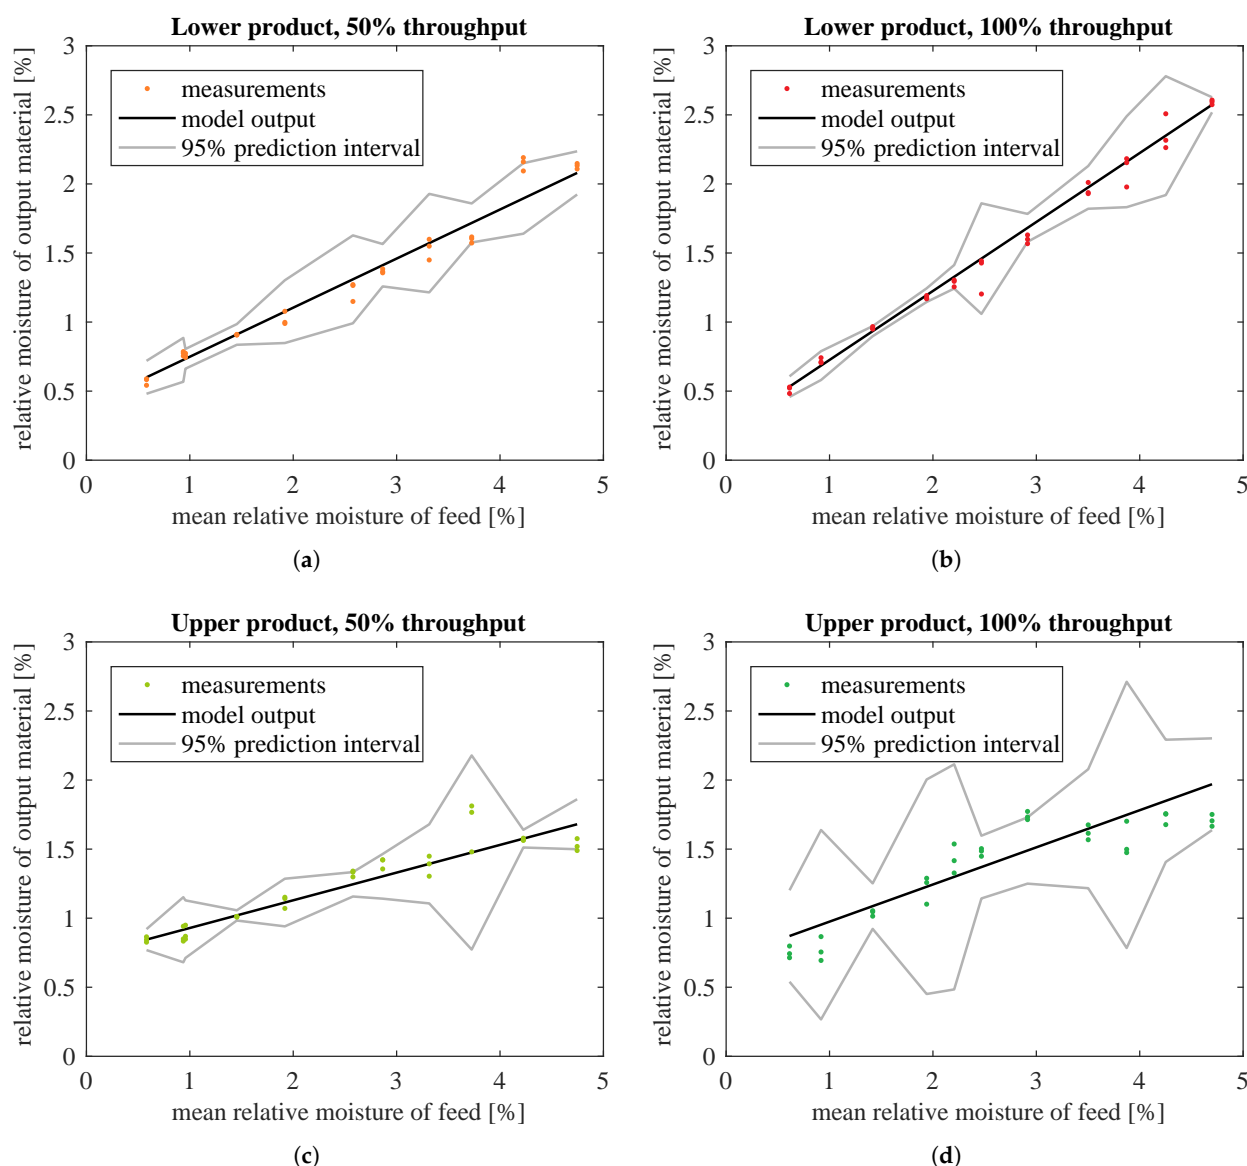 Lower product, 50% throughput
relative moisture of output material [%]
3
2.5
2
1.5
1
0.5
0
measurements
model output
95% prediction interval
0 1 2 3 4 5
mean relative moisture of feed [%]
(a)
Lower product, 100% throughput
relative moisture of output material [%]
3
2.5
2
1.5
1
0.5
0
measurements
model output
95% prediction interval
0 1 2 3 4 5
mean relative moisture of feed [%]
(b)
Upper product, 50% throughput
relative moisture of output material [%]
3
2.5
2
1.5
1
0.5
0
measurements
model output
95% prediction interval
0 1 2 3 4 5
mean relative moisture of feed [%]
(c)
Upper product, 100% throughput
relative moisture of output material [%]
3
2.5
2
1.5
1
0.5
0
measurements
model output
95% prediction interval
0 1 2 3 4 5
mean relative moisture of feed [%]
(d)